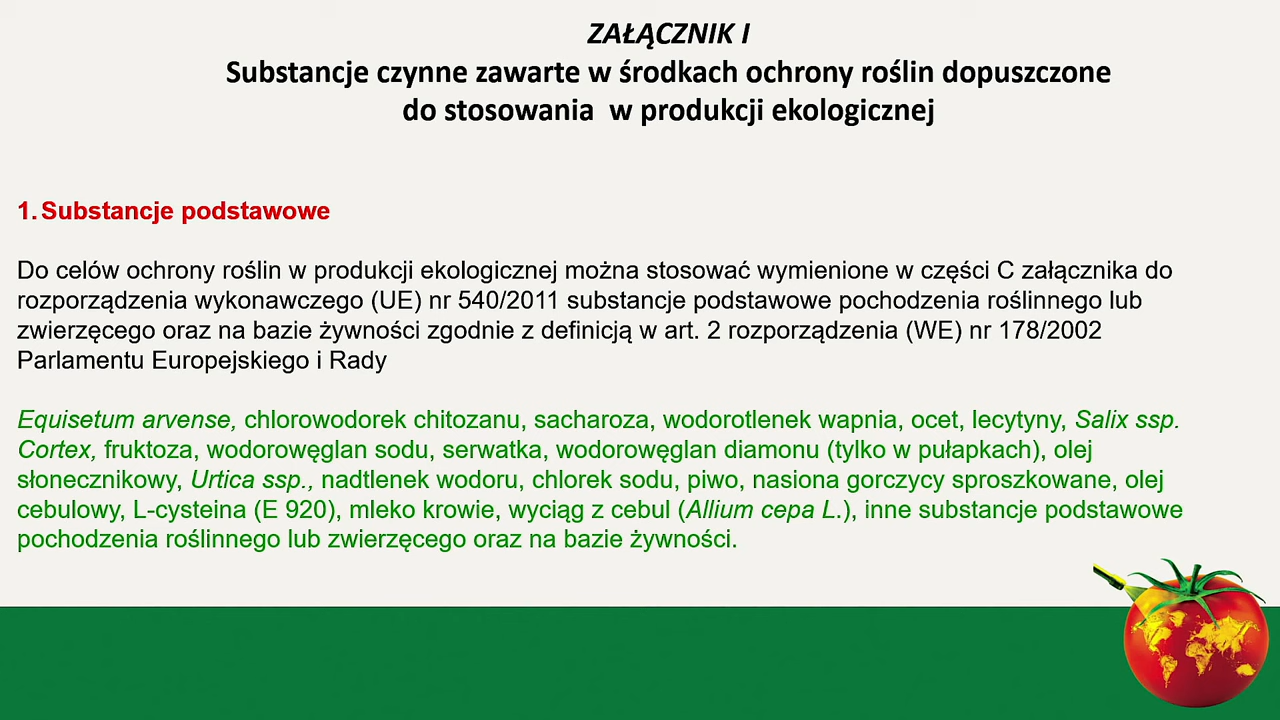 ZAŁĄCZNIK I
Substancje czynne zawarte w środkach ochrony roślin dopuszczone
do stosowania w produkcji ekologicznej
1. Substancje podstawowe
Do celów ochrony roślin w produkcji ekologicznej można stosować wymienione w części C załącznika do
rozporządzenia wykonawczego (UE) nr 540/2011 substancje podstawowe pochodzenia roślinnego lub
zwierzęcego oraz na bazie żywności zgodnie z definicją w art. 2 rozporządzenia (WE) nr 178/2002
Parlamentu Europejskiego i Rady
Equisetum arvense, chlorowodorek chitozanu, sacharoza, wodorotlenek wapnia, ocet, lecytyny, Salix ssp.
Cortex, fruktoza, wodorowęglan sodu, serwatka, wodorowęglan diamonu (tylko w pułapkach), olej
słonecznikowy, Urtica ssp., nadtlenek wodoru, chlorek sodu, piwo, nasiona gorczycy sproszkowane, olej
cebulowy, L-cysteina (E 920), mleko krowie, wyciąg z cebul (Allium cepa L.), inne substancje podstawowe
pochodzenia roślinnego lub zwierzęcego oraz na bazie żywności.